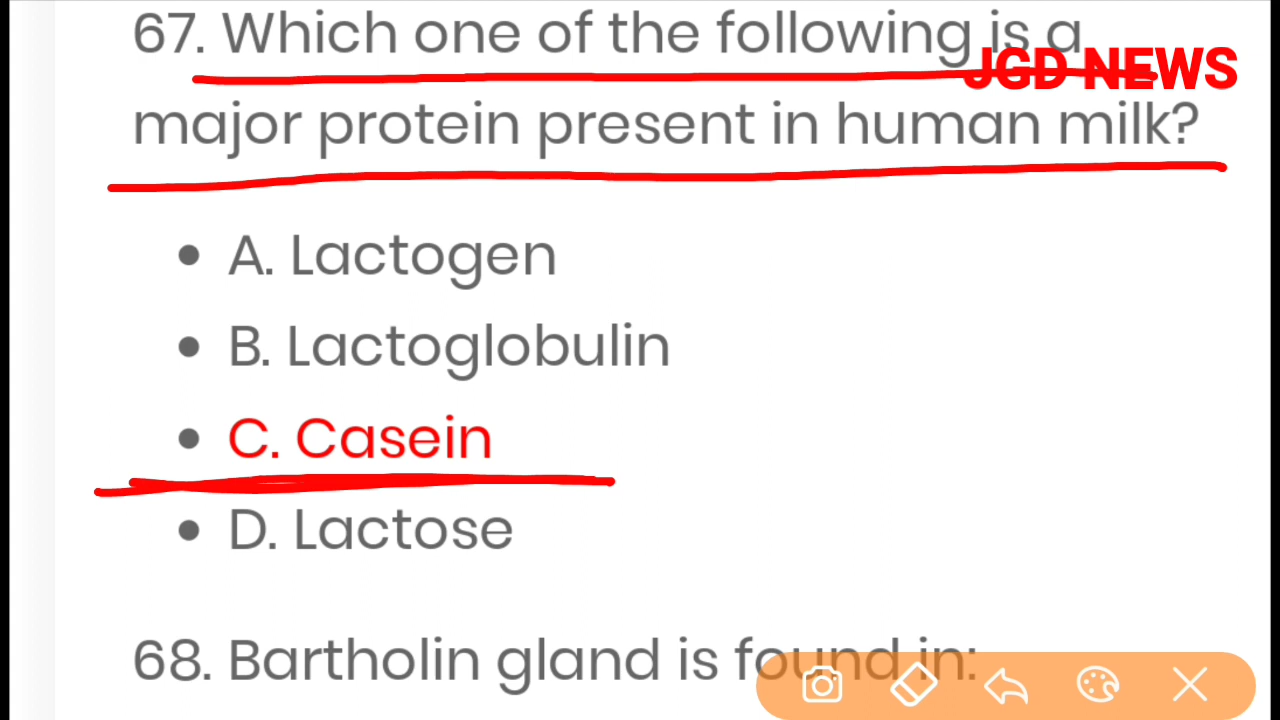 67. Which one of the following is a
JGD NEWS
major protein present in human milk?
A. Lactogen
B. Lactoglobulin
C. Casein
D. Lactose
68. Bartholin gland is found in: